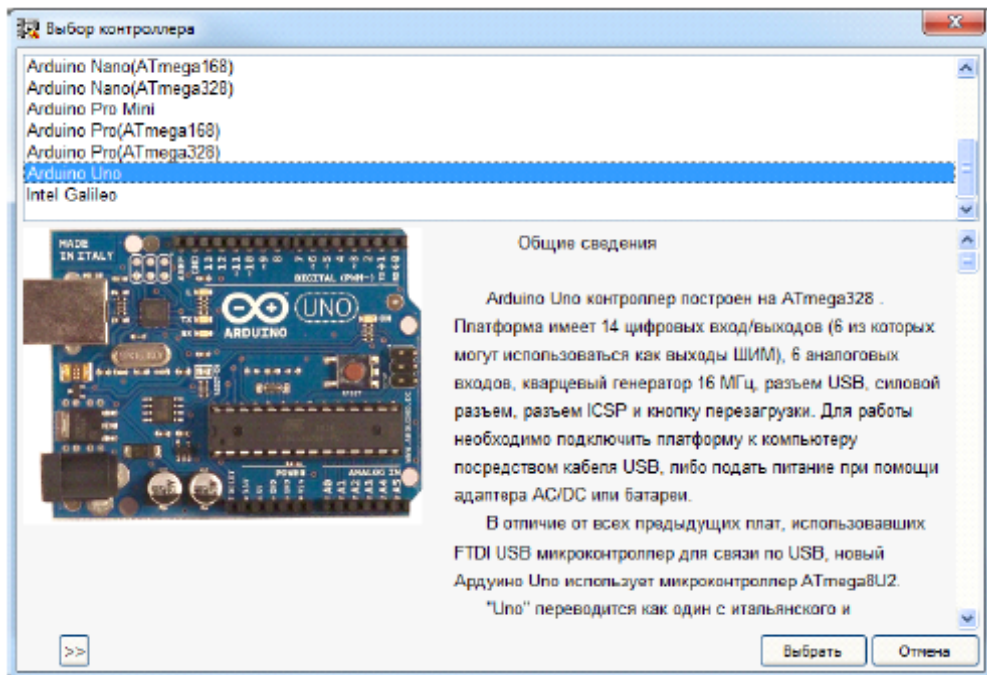 Выбор контроллера
Arduino Nano(ATmega168)
Arduino Nano(ATmega328)
Arduino Pro Mini
Arduino Pro(ATmega168)
Arduino Pro(ATmega328)
Arduino Uno
Intel Galileo
MADE
IN ITALY
DIGITAL (PWM~)
UNO
ARDUINO
POWER
ANALOG IN
A0 A1 A2 A3 A4 A5
Общие сведения
Arduino Uno контроллер построен на ATmega328 .
Платформа имеет 14 цифровых вход/выходов (6 из которых
могут использоваться как выходы ШИМ), 6 аналоговых
входов, кварцевый генератор 16 МГц, разъем USB, силовой
разъем, разъем ICSP и кнопку перезагрузки. Для работы
необходимо подключить платформу к компьютеру
посредством кабеля USB, либо подать питание при помощи
адаптера AC/DC или батареи.
В отличие от всех предыдущих плат, использовавших
FTDI USB микроконтроллер для связи по USB, новый
Ардуино Uno использует микроконтроллер ATmega8U2.
"Uno" переводится как один с итальянского и
>>
Выбрать
Отмена